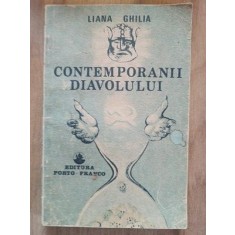 LIANA GHILIA
CONTEMPORANII
DIAVOLULUI
EDITURA
PORTO-FRANCO